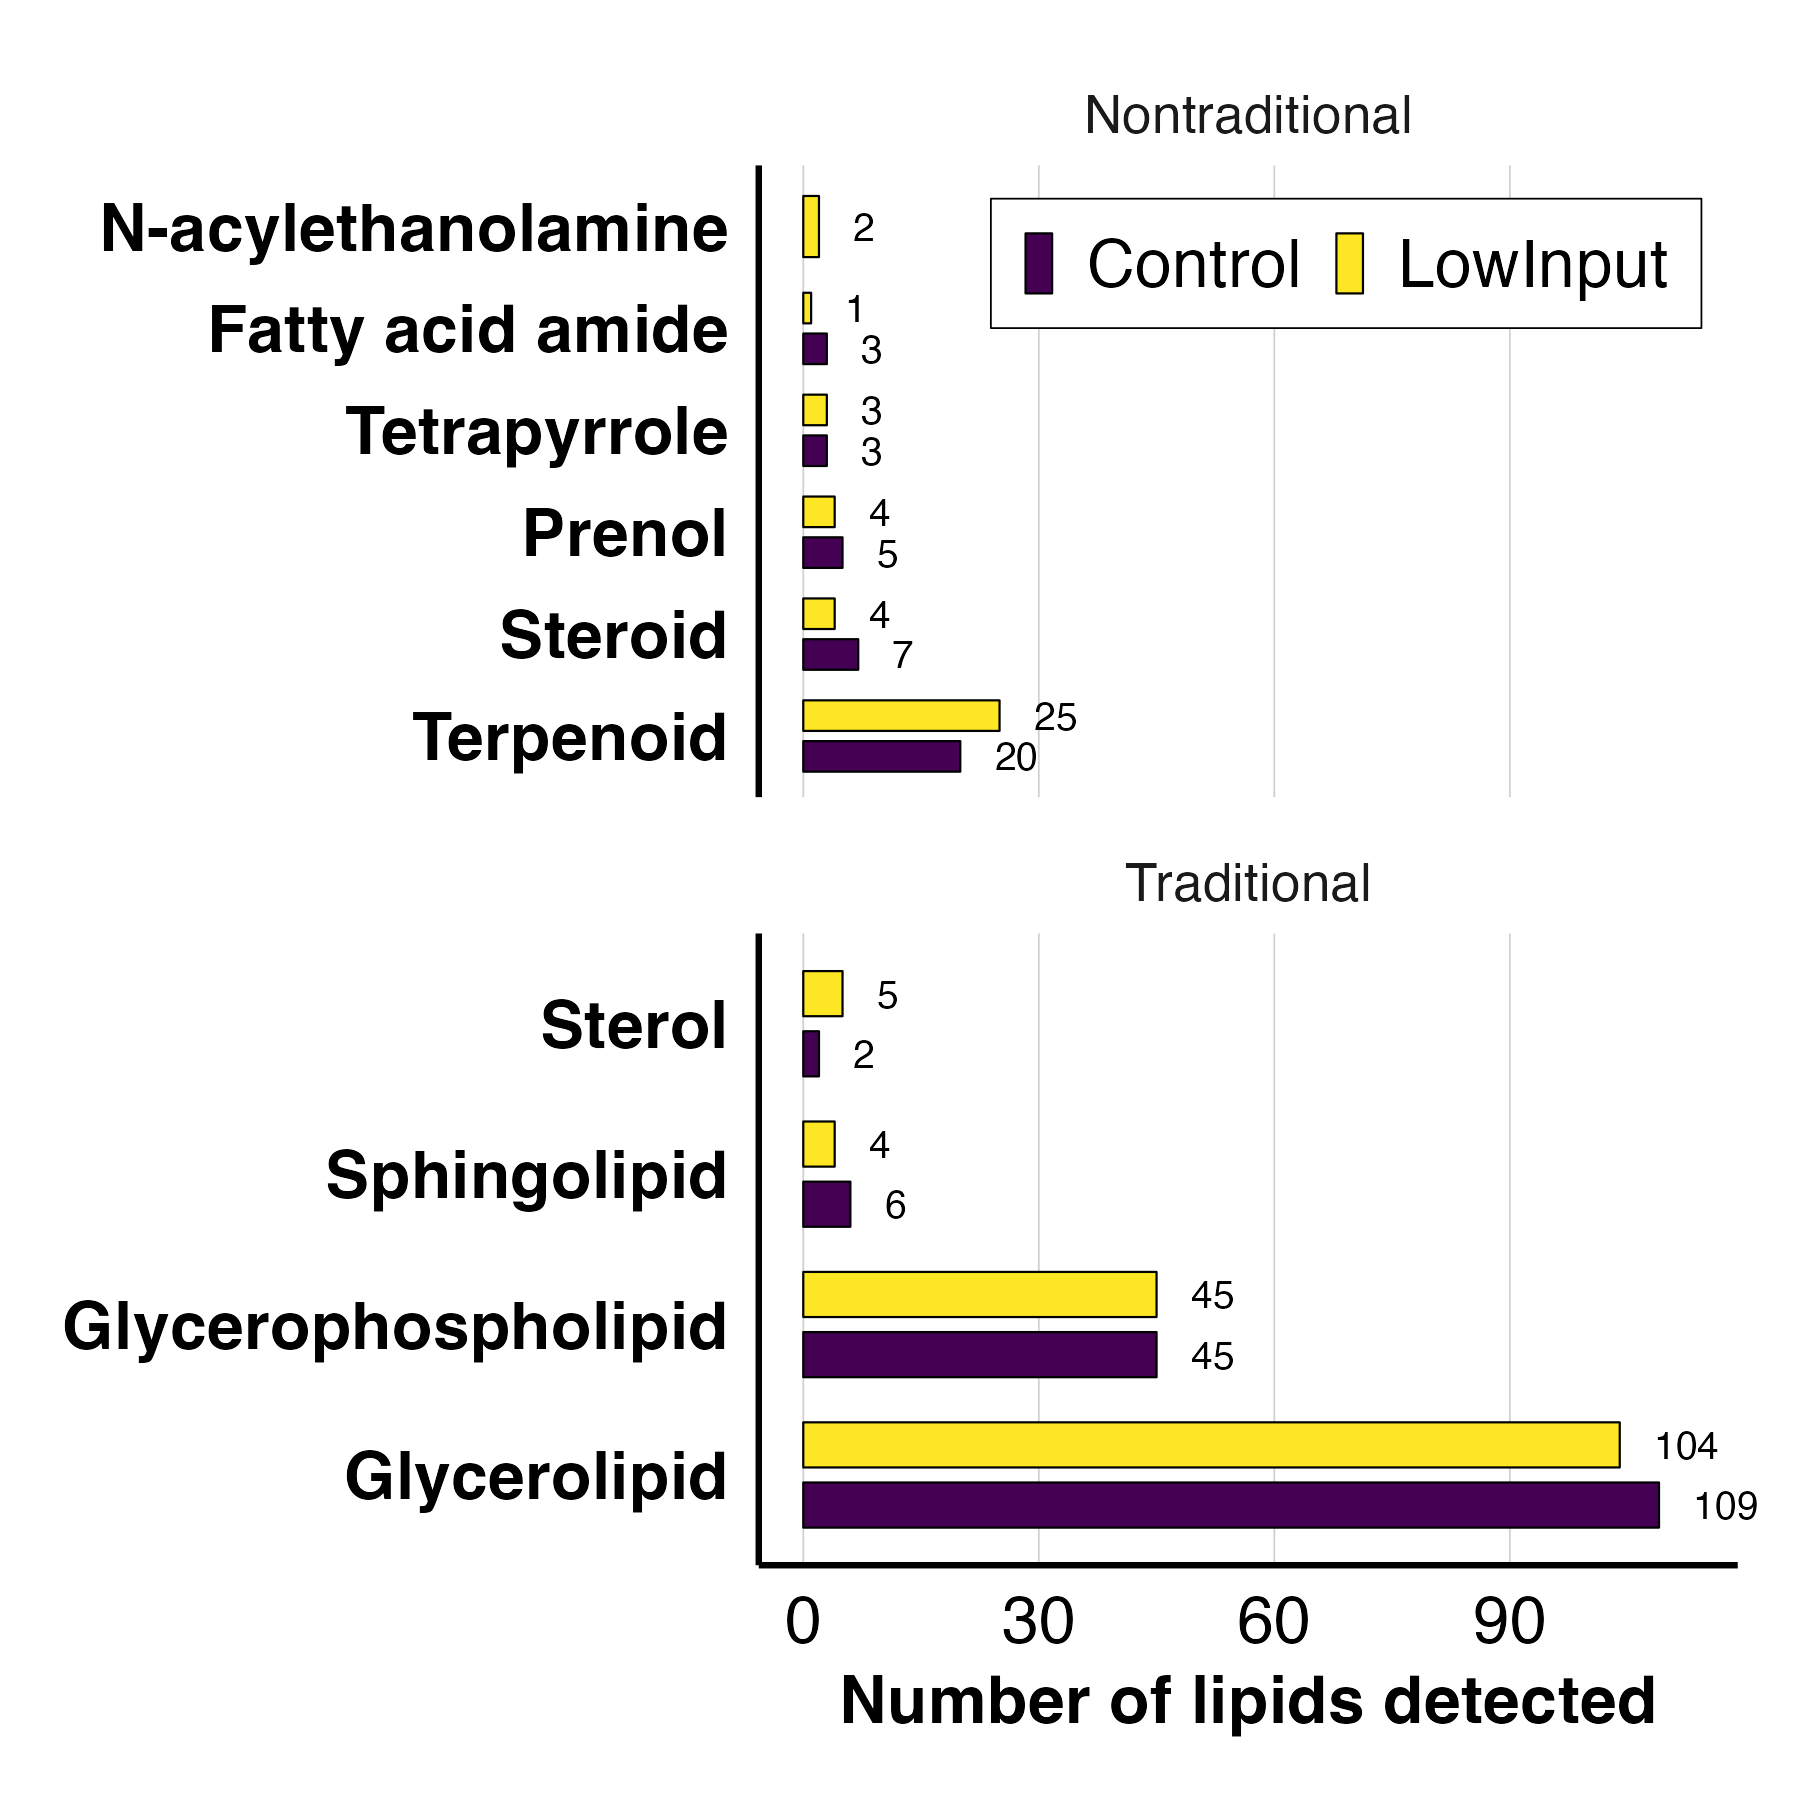 Nontraditional
Control LowInput
N-acylethanolamine 2
Fatty acid amide 1
3
Tetrapyrrole 3
3
Prenol 4
5
Steroid 4
7
Terpenoid 25
20
Traditional
Sterol 5
2
Sphingolipid 4
6
Glycerophospholipid 45
45
Glycerolipid 104
109
0 30 60 90
Number of lipids detected